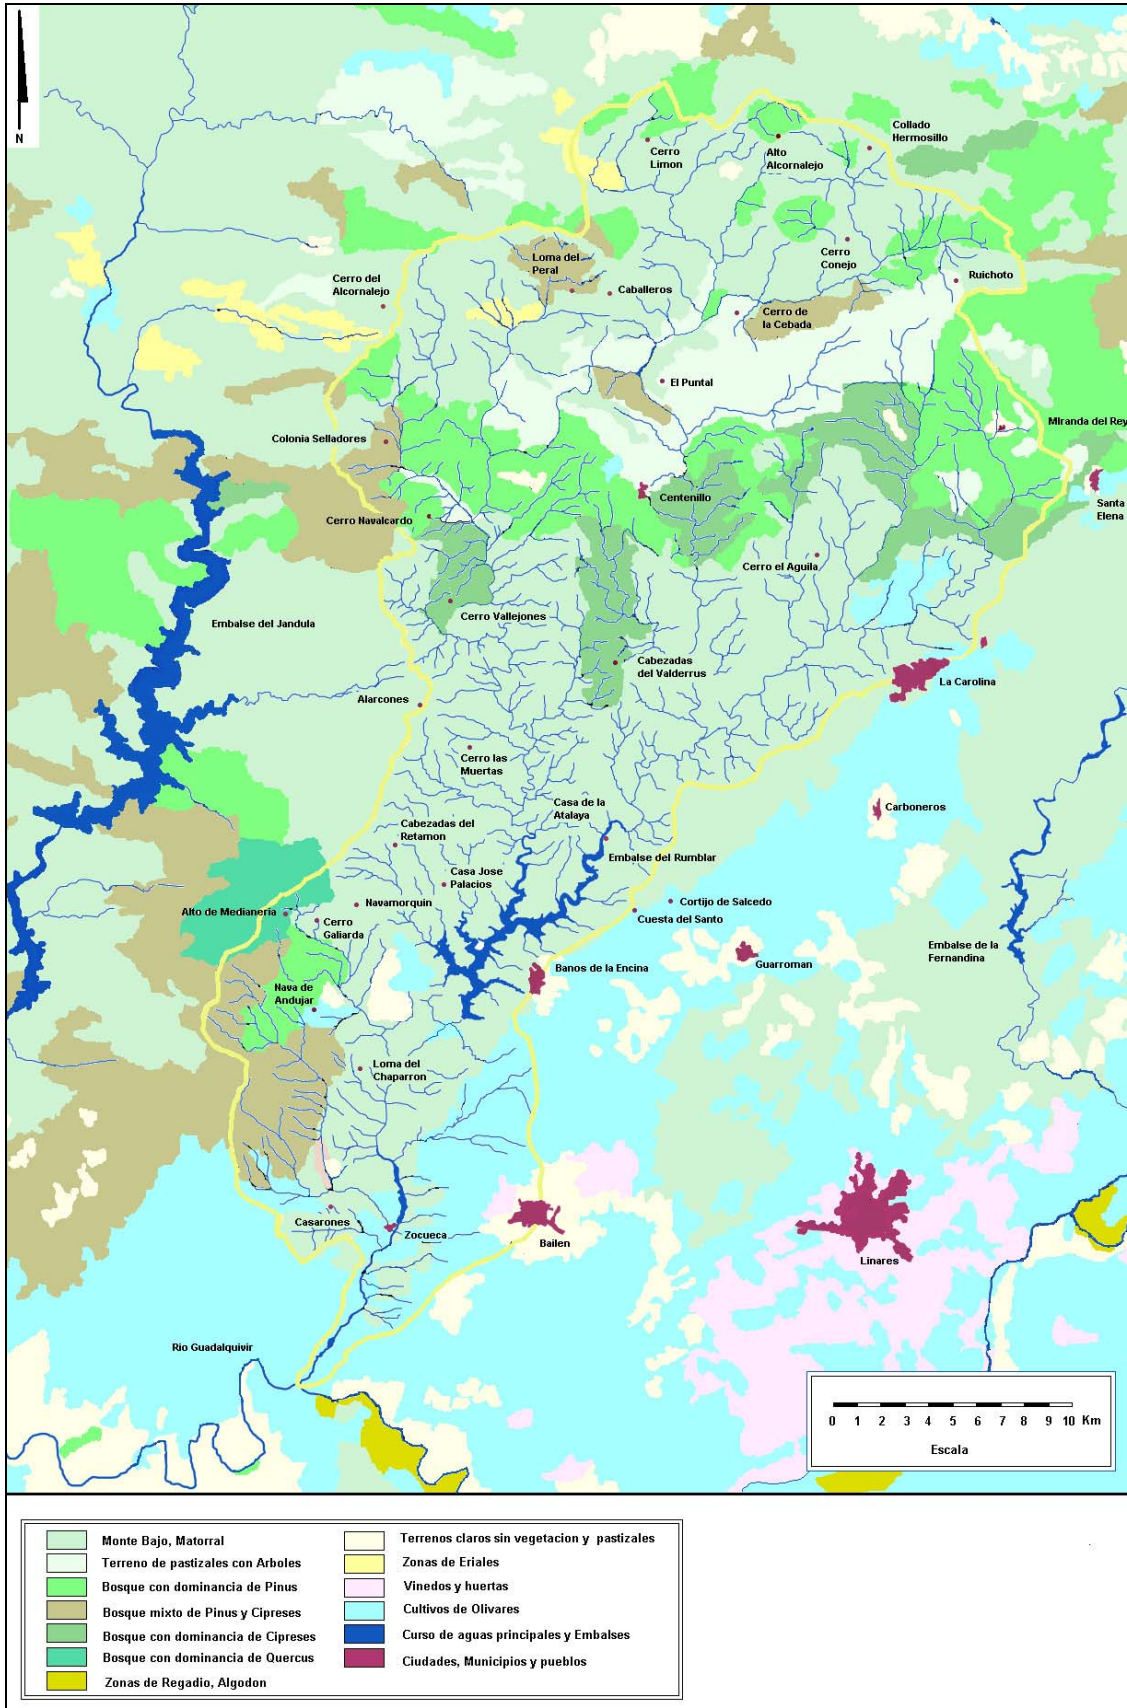 N
Cerro
Limon
Alto
Alcornalejo
Collado
Hermosillo
Loma del
Peral
Cerro
Conejo
Cerro del
Alcornalejo
Caballeros
Ruichoto
Cerro de
la Cebada
El Puntal
Colonia Selladores
Miranda del Rey
Centenillo
Santa
Elena
Cerro Navalcardo
Cerro el Aguila
Cerro Vallejones
Embalse del Jandula
Cabezadas
del Valderrus
La Carolina
Alarcones
Cerro las
Muertas
Casa de la
Atalaya
Carboneros
Cabezadas del
Retamon
Embalse del Rumblar
Casa Jose
Palacios
Navamorquin
Alto de Medianeria
Cerro
Galiarda
Cortijo de Salcedo
Cuesta del Santo
Embalse de la
Fernandina
Guarroman
Banos de la Encina
Nava de
Andujar
Loma del
Chaparron
Casarones
Zocueca
Bailen
Linares
Rio Guadalquivir
0 1 2 3 4 5 6 7 8 9 10 Km
Escala
Monte Bajo, Matorral
Terreno de pastizales con Arboles
Bosque con dominancia de Pinus
Bosque mixto de Pinus y Cipreses
Bosque con dominancia de Cipreses
Bosque con dominancia de Quercus
Zonas de Regadio, Algodon
Terrenos claros sin vegetacion y pastizales
Zonas de Eriales
Vinedos y huertas
Cultivos de Olivares
Curso de aguas principales y Embalses
Ciudades, Municipios y pueblos